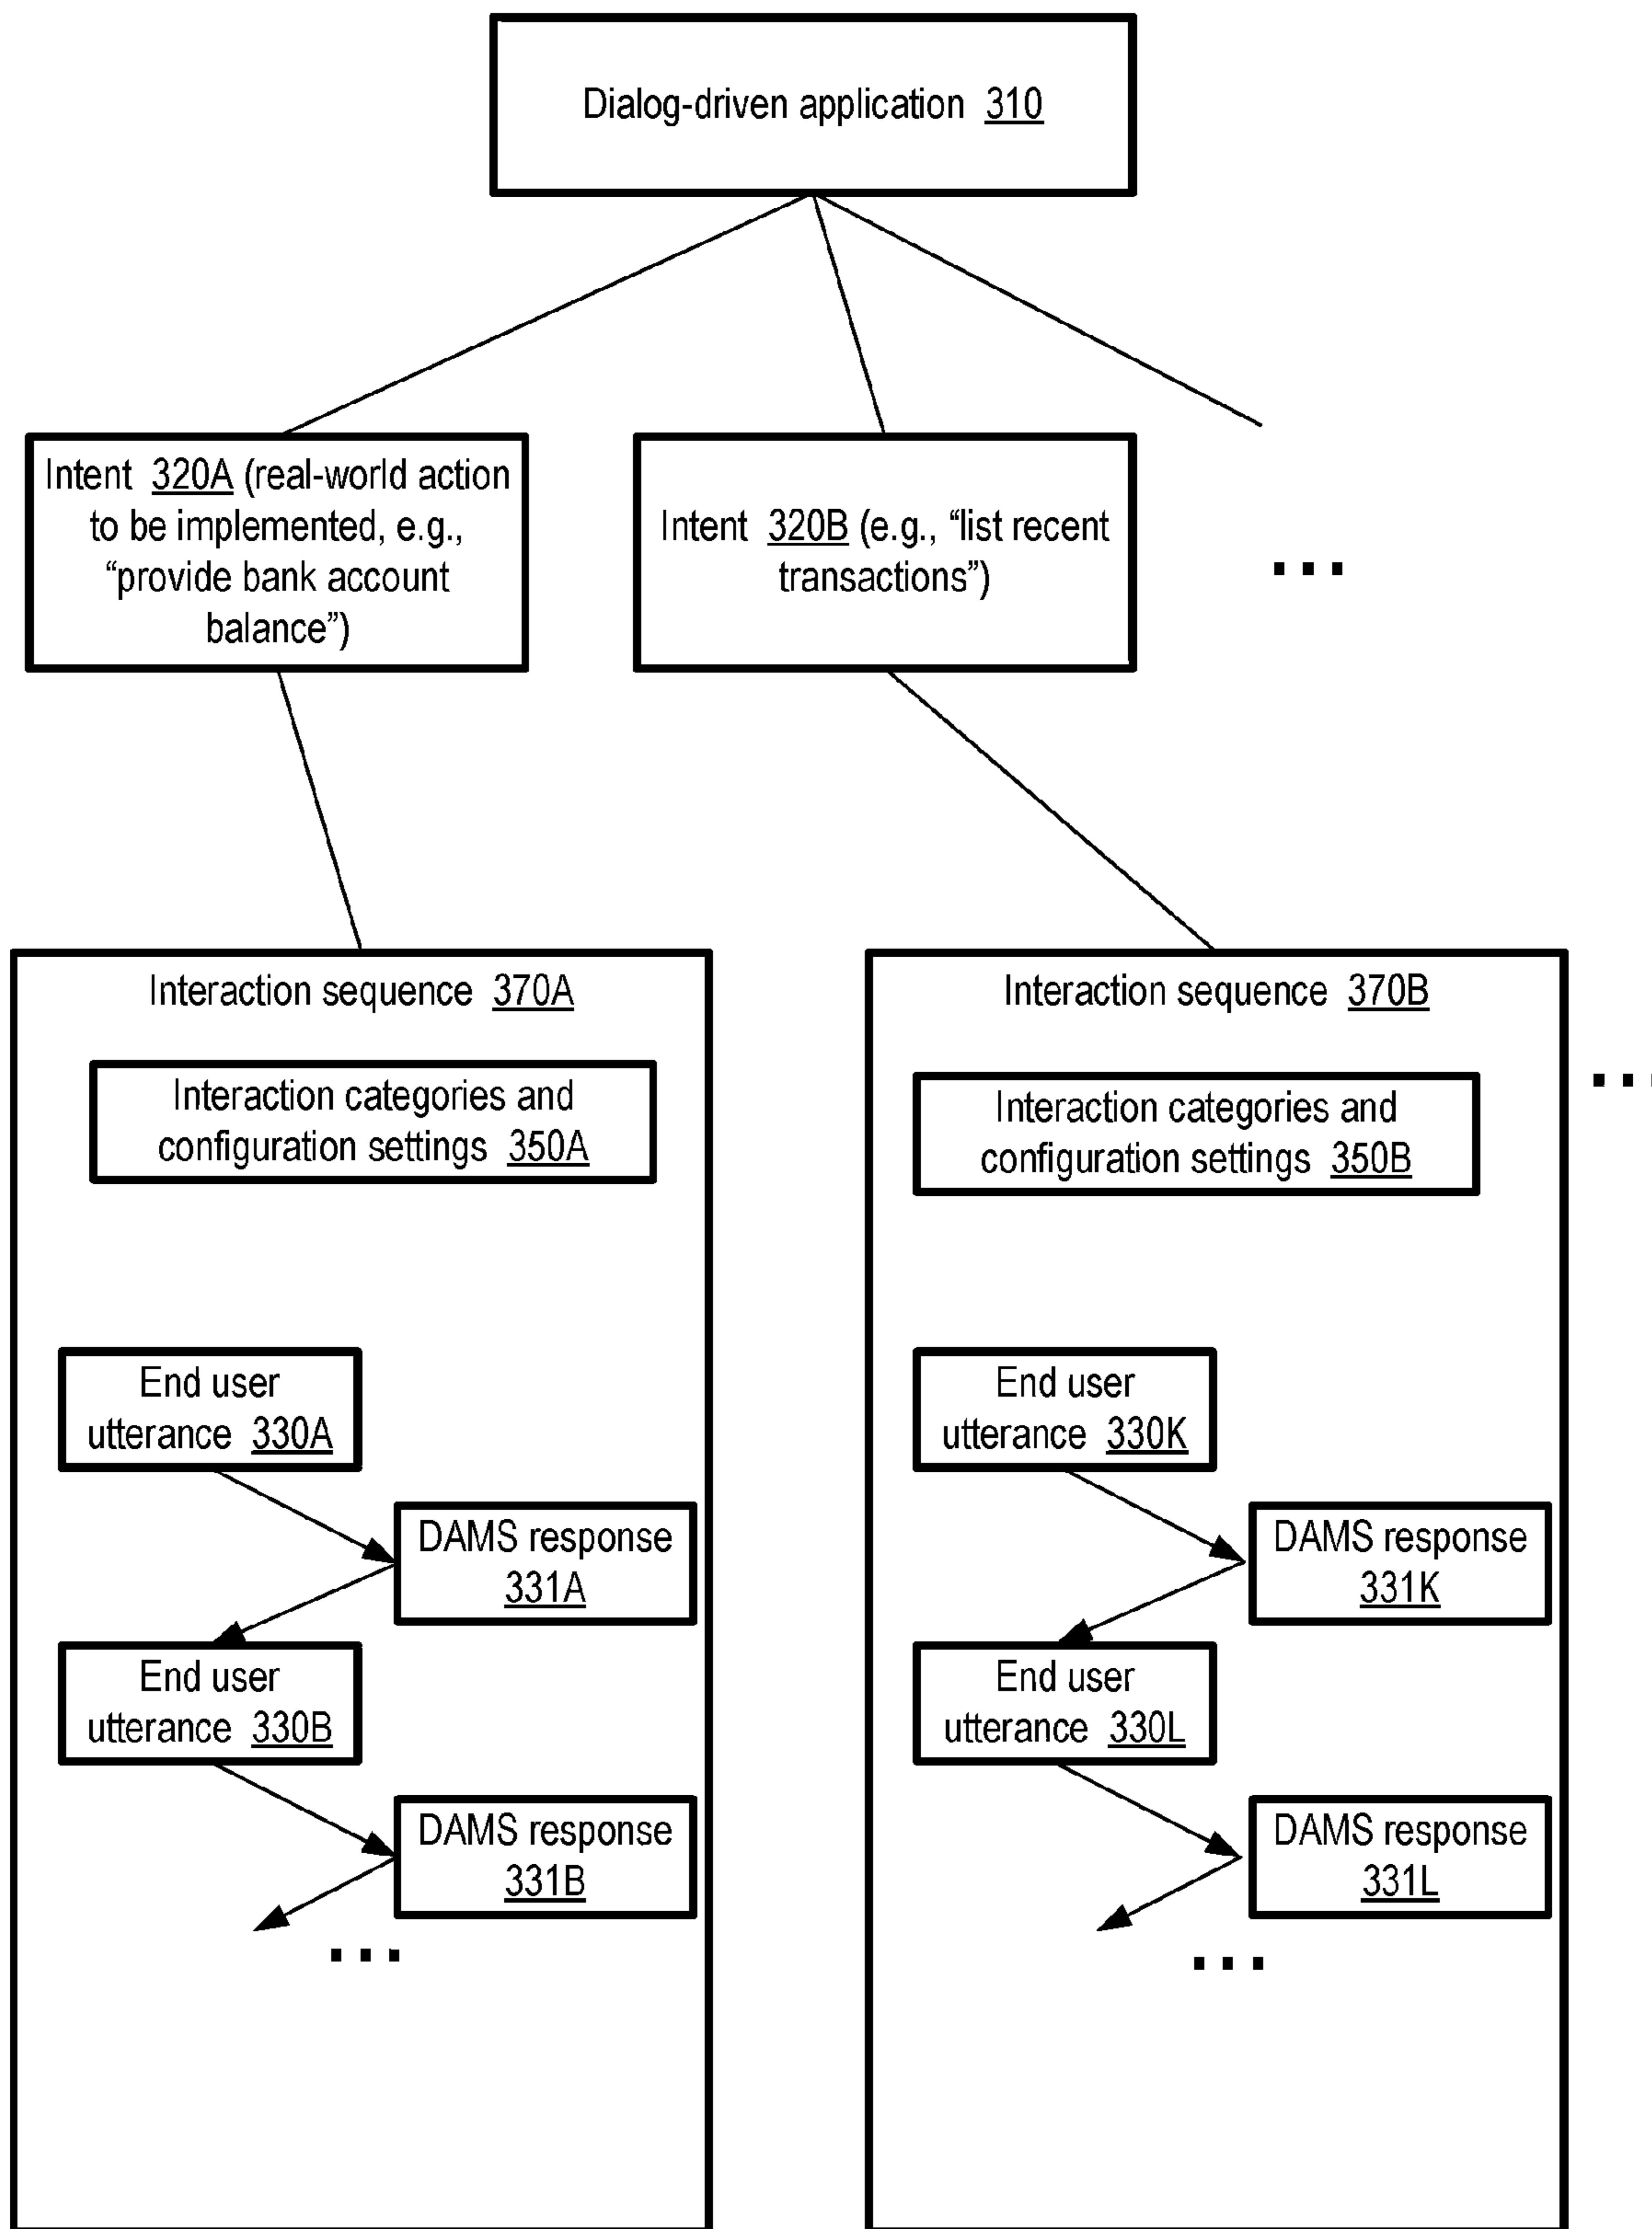 Dialog-driven application 310
Intent 320A (real-world action
to be implemented, e.g.,
“provide bank account
balance”)
Intent 320B (e.g., “list recent
transactions”)
...
Interaction sequence 370A
Interaction categories and
configuration settings 350A
End user
utterance 330A
DAMS response
331A
End user
utterance 330B
DAMS response
331B
...
Interaction sequence 370B
Interaction categories and
configuration settings 350B
End user
utterance 330K
DAMS response
331K
End user
utterance 330L
DAMS response
331L
...
...